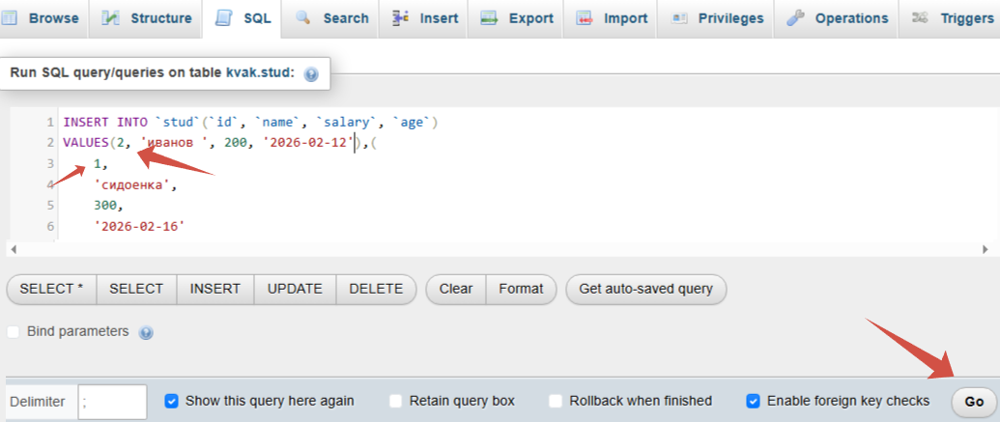 Browse Structure SQL Search Insert Export Import Privileges Operations Triggers
Run SQL query/queries on table kvak.stud:
1 INSERT INTO `stud`(`id`, `name`, `salary`, `age`)
2 VALUES(2, 'иванов ', 200, '2026-02-12'),(
3 1,
4 'сидоенка',
5 300,
6 '2026-02-16'
SELECT * SELECT INSERT UPDATE DELETE Clear Format Get auto-saved query
Bind parameters
Delimiter ; Show this query here again Retain query box Rollback when finished Enable foreign key checks Go